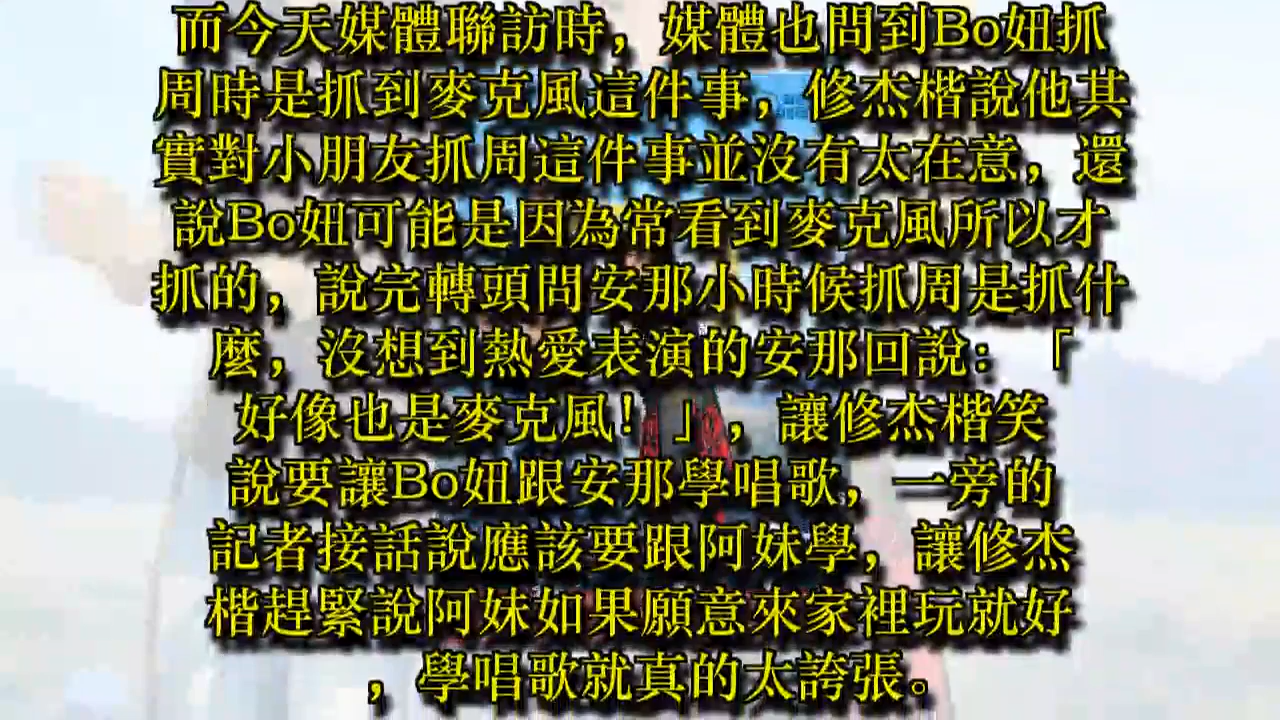 而今天媒體聯訪時，媒體也問到Bo妞抓
周時是抓到麥克風這件事，修杰楷說他其
實對小朋友抓周這件事並沒有太在意，還
說Bo妞可能是因為常看到麥克風所以才
抓的，說完轉頭問安那小時候抓周是抓什
麼，沒想到熱愛表演的安那回說：「
好像也是麥克風！」，讓修杰楷笑
說要讓Bo妞跟安那學唱歌，一旁的
記者接話說應該要跟阿妹學，讓修杰
楷趕緊說阿妹如果願意來家裡玩就好
，學唱歌就真的太誇張。